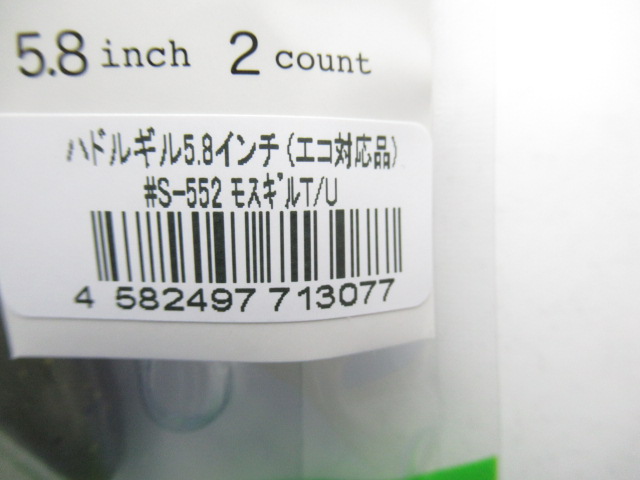 5.8 inch 2 count
ハドルギル5.8インチ(エコ対応品)
#S-552 ﾓｽｷﾞﾙT/U
4 582497 713077